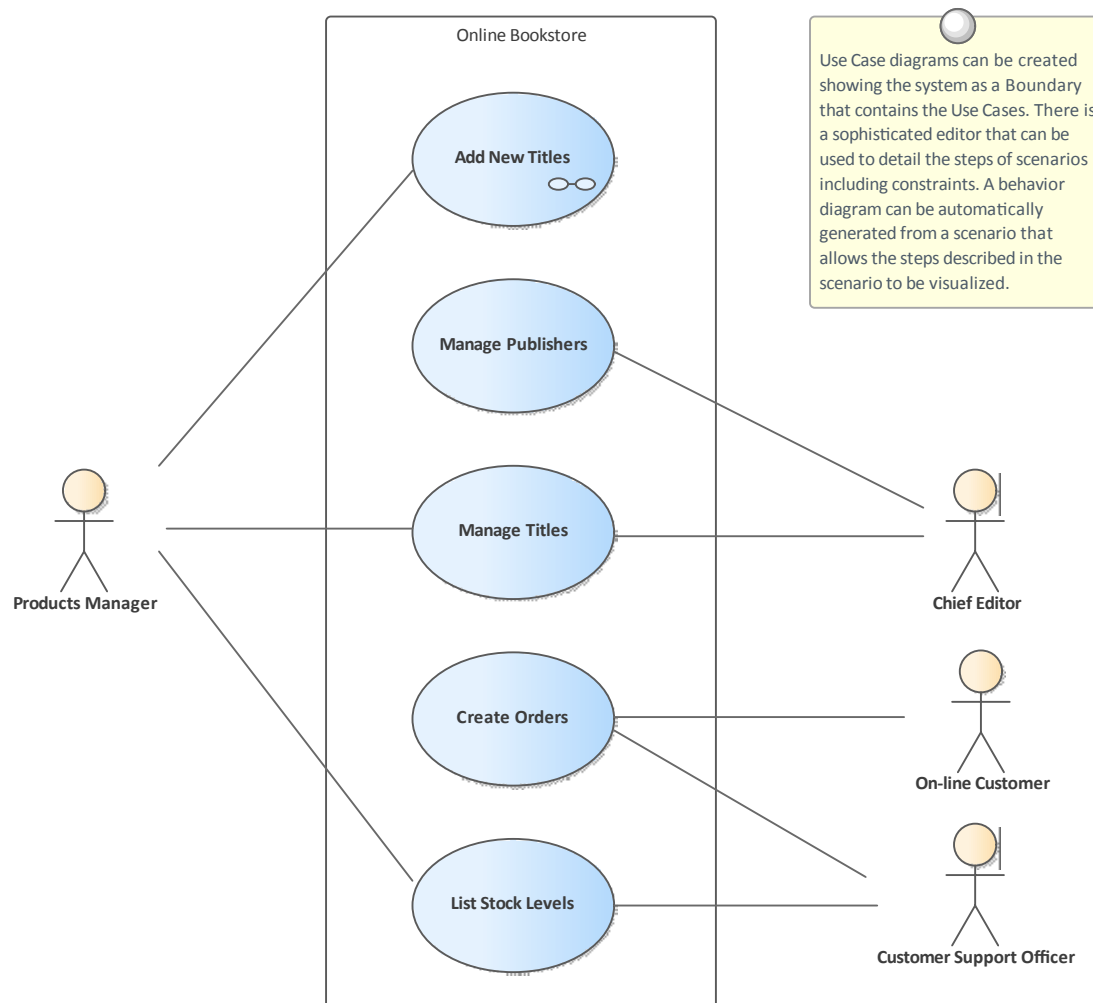 Online Bookstore
Use Case diagrams can be created
showing the system as a Boundary
that contains the Use Cases. There is
a sophisticated editor that can be
used to detail the steps of scenarios
including constraints. A behavior
diagram can be automatically
generated from a scenario that
allows the steps described in the
scenario to be visualized.
Add New Titles
Manage Publishers
Manage Titles
Products Manager
Chief Editor
Create Orders
On-line Customer
List Stock Levels
Customer Support Officer